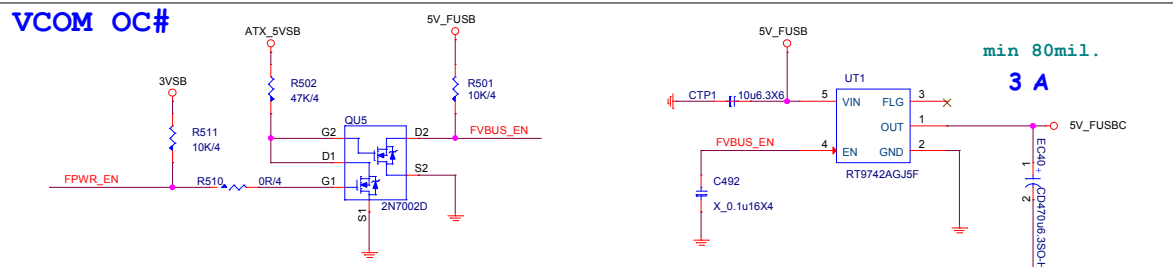 VCOM OC#
ATX_5VSB
5V_FUSB
3VSB
R502
47K/4
R501
10K/4
R511
10K/4
QU5
G2
D2
FVBUS_EN
D1
S2
FPWR_EN
R510
0R/4
G1
2N7002D
S1
5V_FUSB
min 80mil.
3 A
UT1
CTP1
10u6.3X6
5
VIN
FLG
3
OUT
1
5V_FUSBC
FVBUS_EN
4
EN
GND
2
RT9742AGJ5F
C492
X_0.1u16X4
EC40
+
1
2
CD470u6.3SO-H